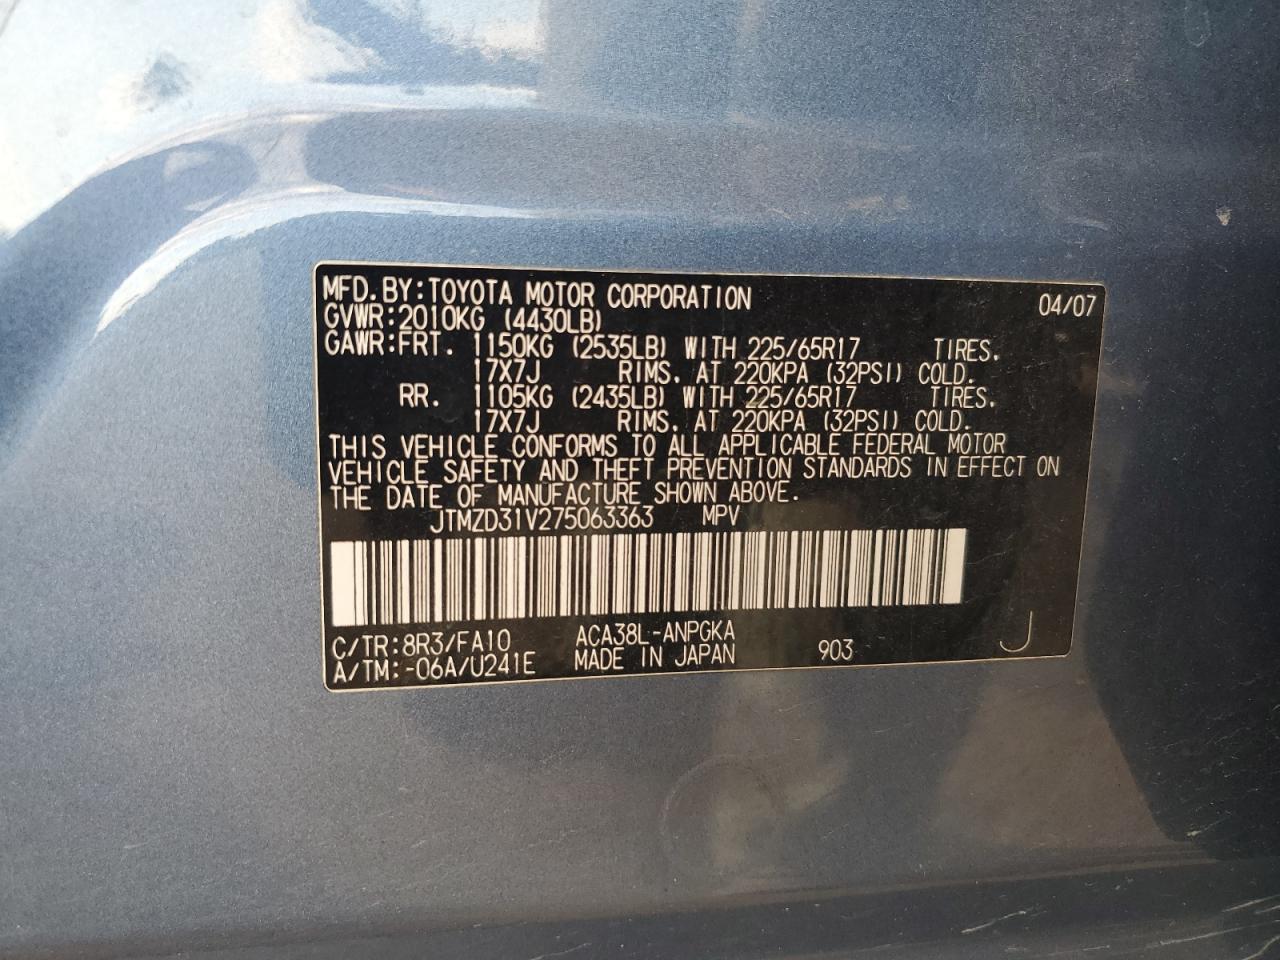 MFD.BY:TOYOTA MOTOR CORPORATION 04/07
GVWR:2010KG (4430LB)
GAWR:FRT. 1150KG (2535LB) WITH 225/65R17 TIRES.
17X7J RIMS. AT 220KPA (32PSI) COLD.
RR. 1105KG (2435LB) WITH 225/65R17 TIRES.
17X7J RIMS. AT 220KPA (32PSI) COLD.
THIS VEHICLE CONFORMS TO ALL APPLICABLE FEDERAL MOTOR
VEHICLE SAFETY AND THEFT PREVENTION STANDARDS IN EFFECT ON
THE DATE OF MANUFACTURE SHOWN ABOVE.
JTMZD31V275063363 MPV
C/TR:8R3/FA10 ACA38L-ANPGKA
A/TM:-06A/U241E MADE IN JAPAN 903 J